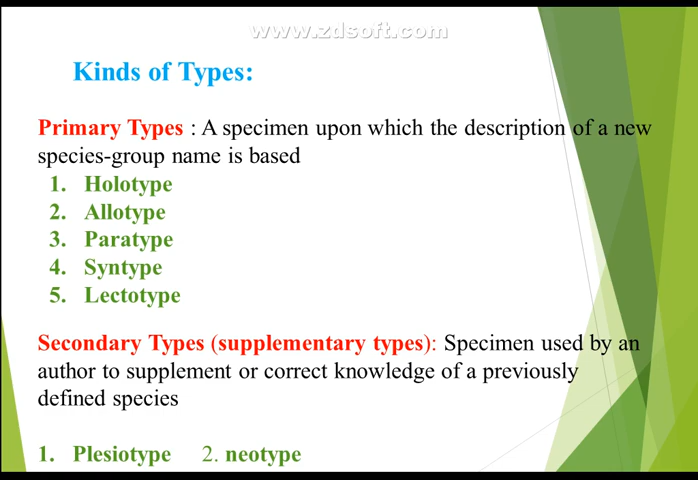 www.zdsoft.com
Kinds of Types:
Primary Types : A specimen upon which the description of a new
species-group name is based
1. Holotype
2. Allotype
3. Paratype
4. Syntype
5. Lectotype
Secondary Types (supplementary types): Specimen used by an
author to supplement or correct knowledge of a previously
defined species
1. Plesiotype 2. neotype